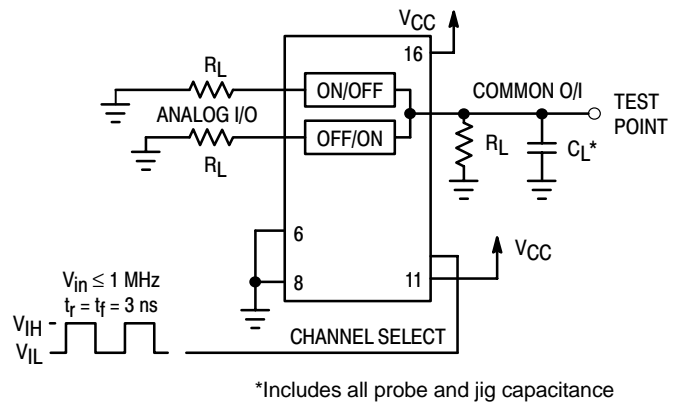 VCC
16
RL
ON/OFF
COMMON O/I
TEST
POINT
ANALOG I/O
OFF/ON
RL
RL
CL*
6
VCC
Vin ≤ 1 MHz
tr = tf = 3 ns
8
11
VIH
VIL
CHANNEL SELECT
*Includes all probe and jig capacitance